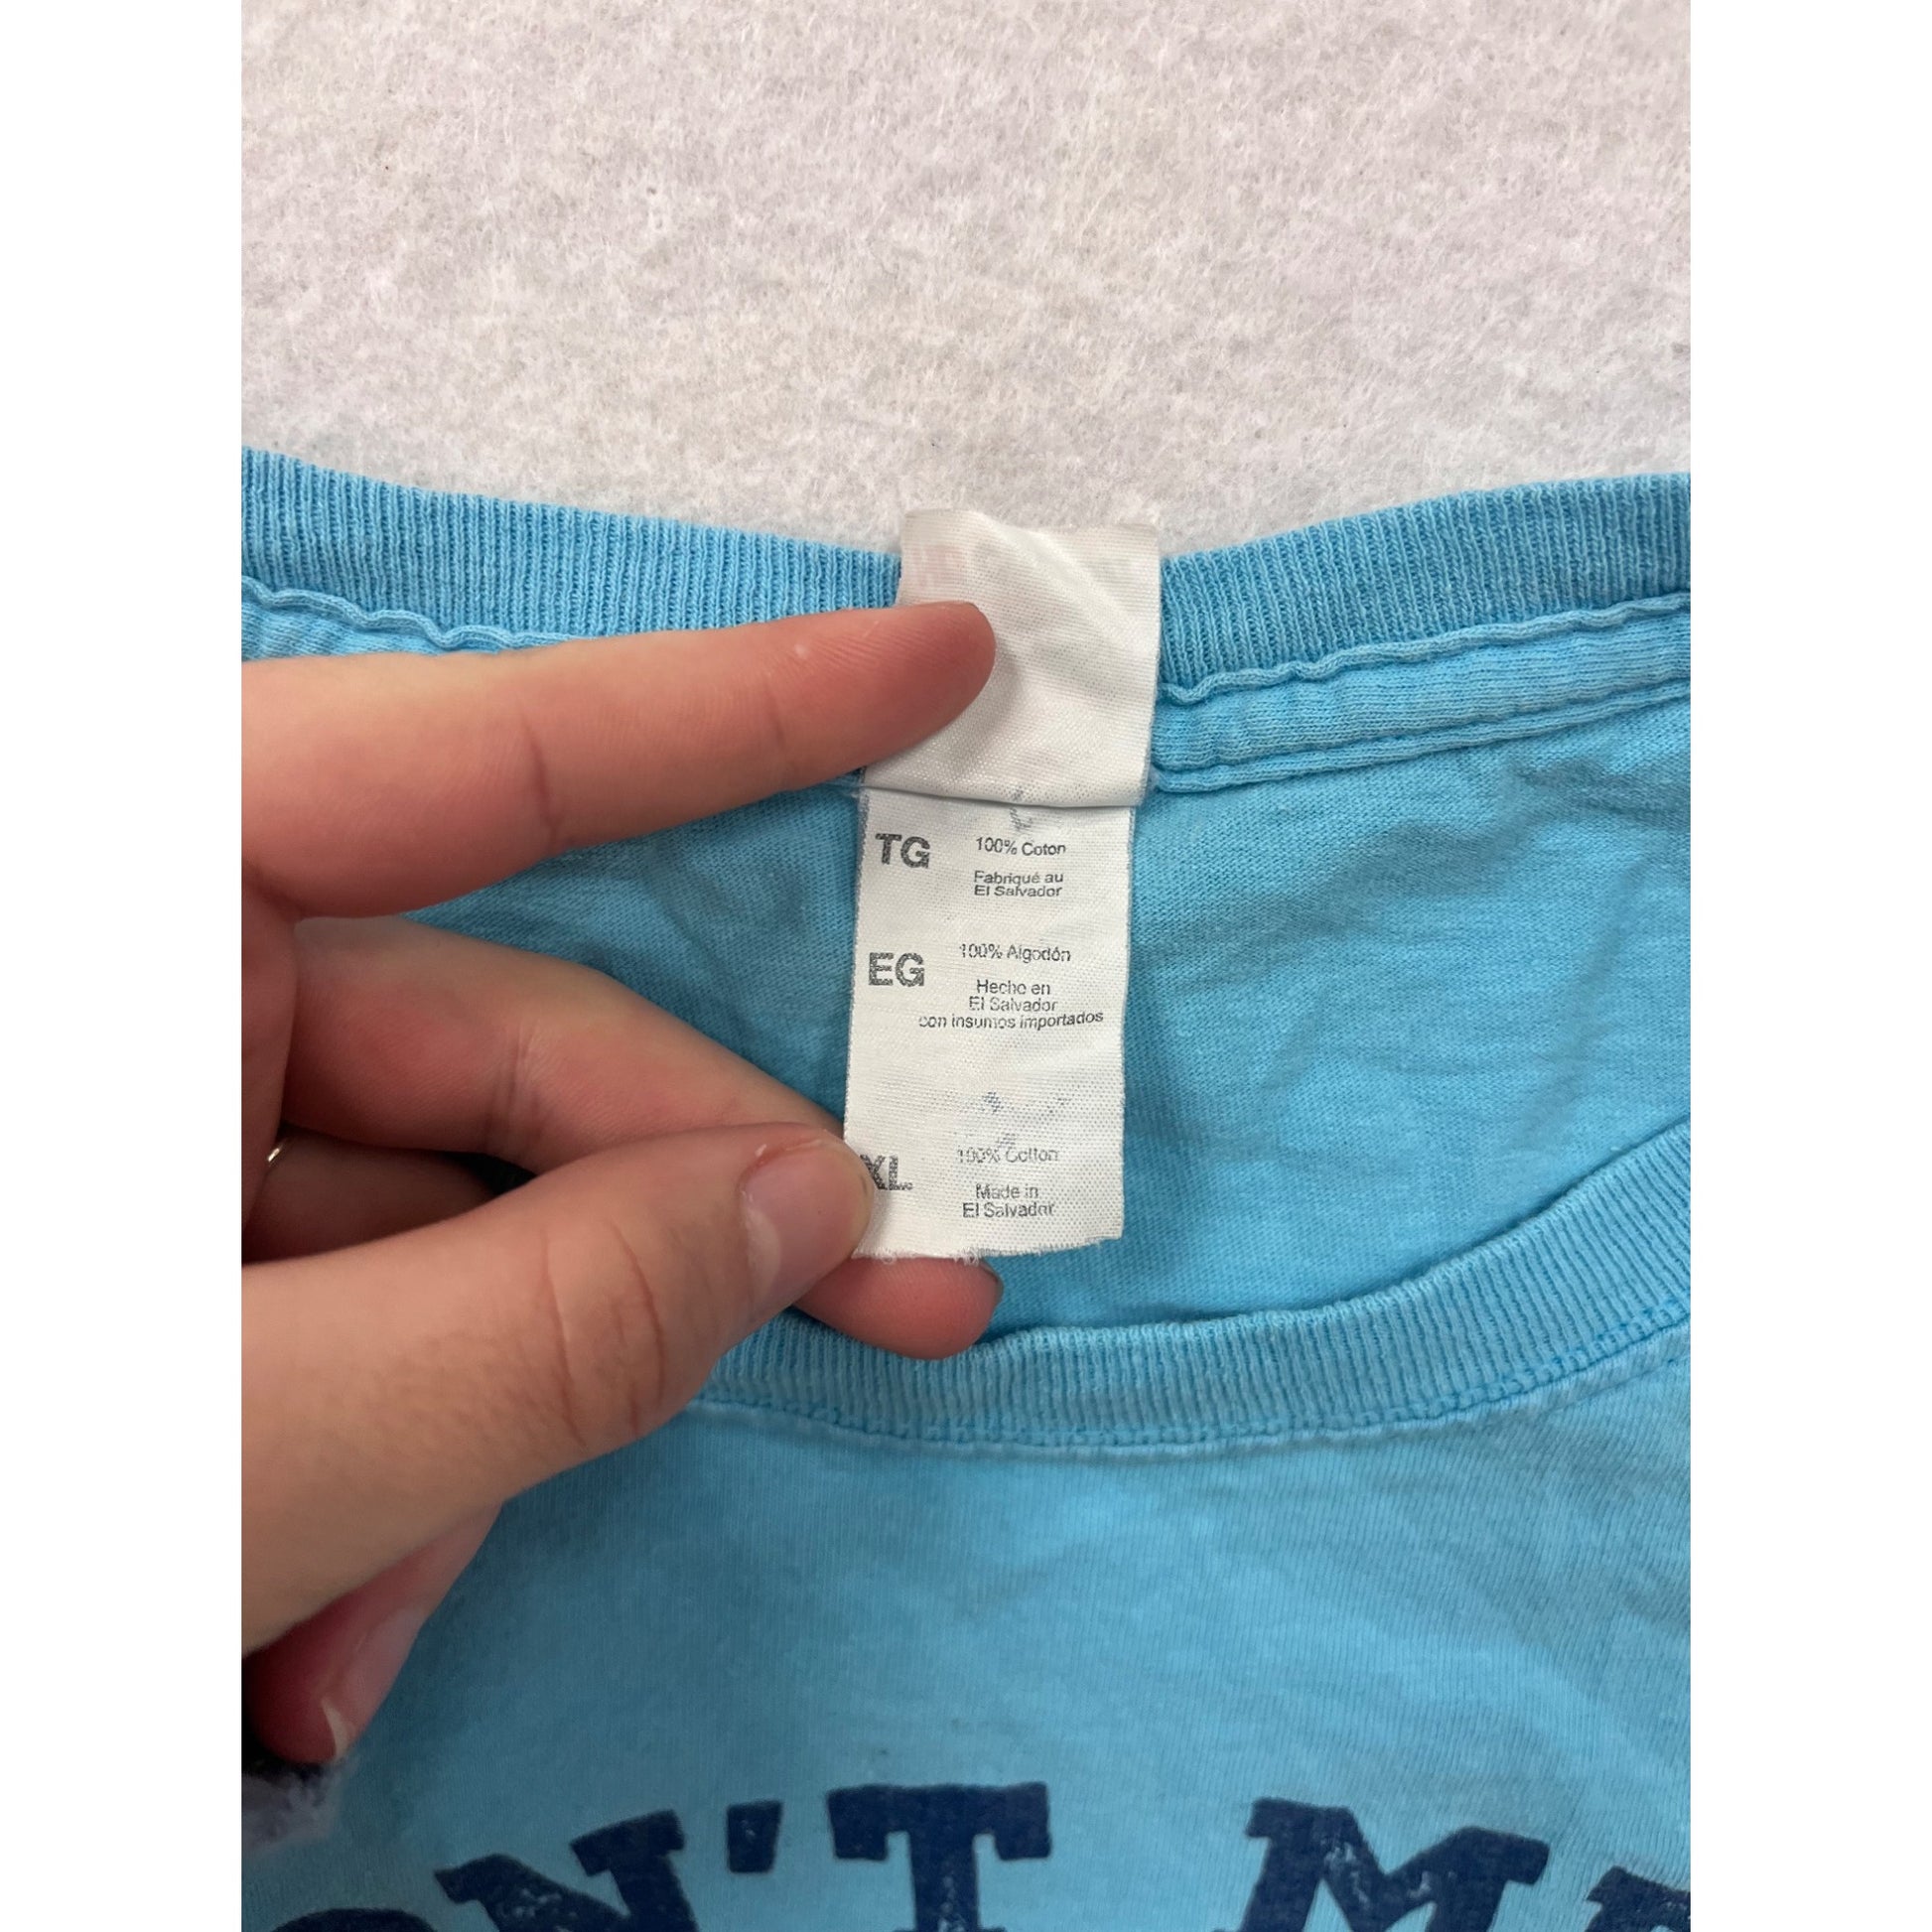 TG 100% Coton
Fabriqué au
El Salvador
EG 100% Algodón
Hecho en
El Salvador
con insumos importados
XL 100% Cotton
Made in
El Salvador
ON'T M